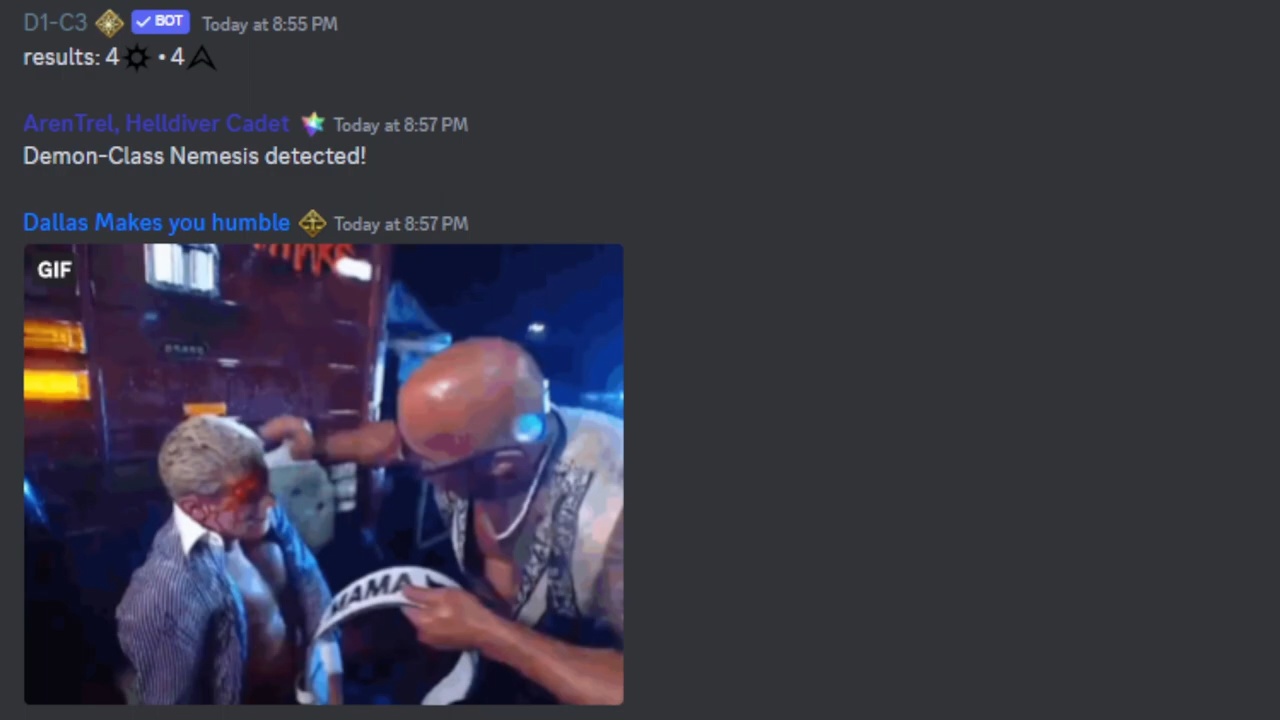 D1-C3 BOT Today at 8:55 PM
results: 4 • 4
ArenTrel, Helldiver Cadet Today at 8:57 PM
Demon-Class Nemesis detected!
Dallas Makes you humble Today at 8:57 PM
GIF
MAMA